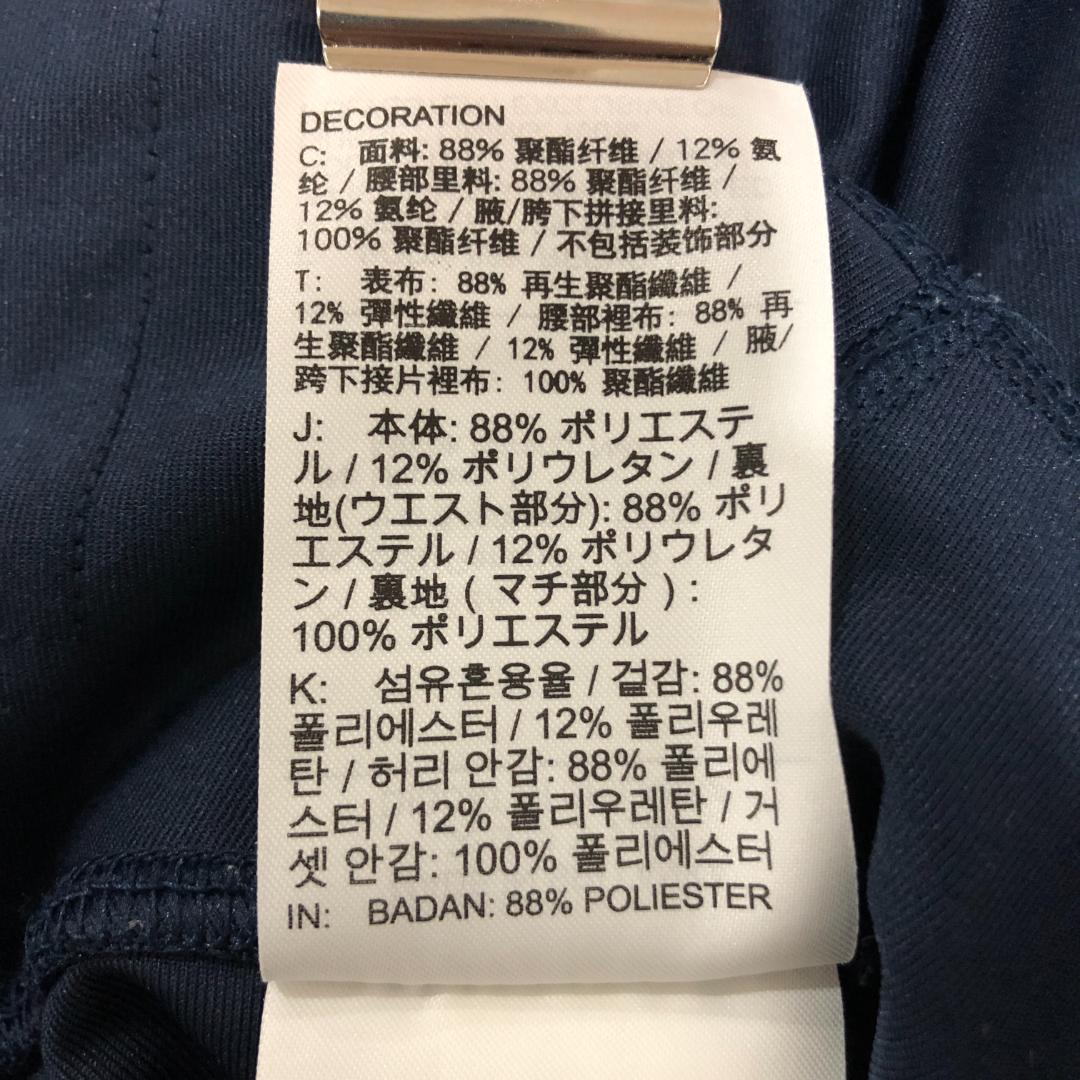 DECORATION
C: 面料: 88% 聚酯纤维 / 12% 氨
纶 / 腰部里料: 88% 聚酯纤维 /
12% 氨纶 / 腋/胯下拼接里料:
100% 聚酯纤维 / 不包括装饰部分
T: 表布: 88% 再生聚酯纖維 /
12% 彈性纖維 / 腰部裡布: 88% 再
生聚酯纖維 / 12% 彈性纖維 / 腋/
跨下接片裡布: 100% 聚酯纖維
J: 本体: 88% ポリエステ
ル / 12% ポリウレタン / 裏
地(ウエスト部分): 88% ポリ
エステル / 12% ポリウレタ
ン / 裏地 ( マチ部分 ) :
100% ポリエステル
K: 섬유혼용율 / 겉감: 88%
폴리에스터 / 12% 폴리우레
탄 / 허리 안감: 88% 폴리에
스터 / 12% 폴리우레탄 / 거
셋 안감: 100% 폴리에스터
IN: BADAN: 88% POLIESTER